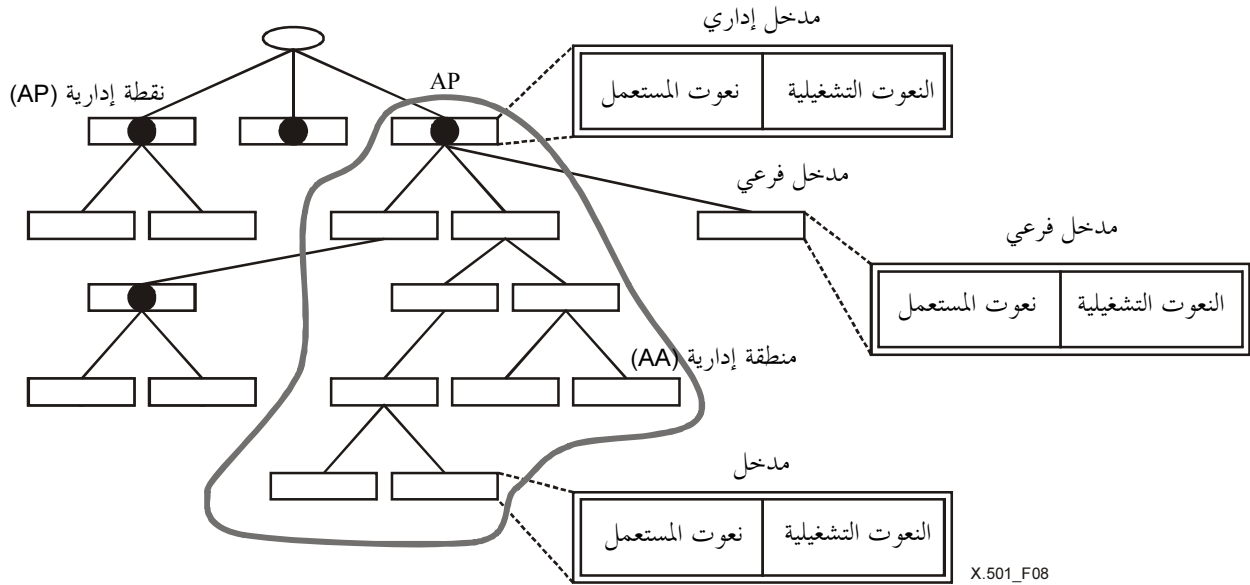 مدخل إداري
AP
نقطة إدارية (AP)
النعوت التشغيلية
نعوت المستعمل
مدخل فرعي
مدخل فرعي
النعوت التشغيلية
نعوت المستعمل
منطقة إدارية (AA)
مدخل
النعوت التشغيلية
نعوت المستعمل
X.501_F08